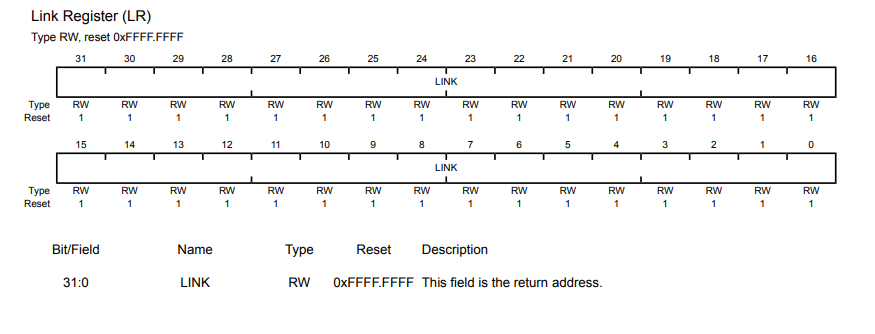 Link Register (LR)
Type RW, reset 0xFFFF.FFFF
31 30 29 28 27 26 25 24 23 22 21 20 19 18 17 16
LINK
Type RW RW RW RW RW RW RW RW RW RW RW RW RW RW RW RW
Reset 1 1 1 1 1 1 1 1 1 1 1 1 1 1 1 1
15 14 13 12 11 10 9 8 7 6 5 4 3 2 1 0
LINK
Type RW RW RW RW RW RW RW RW RW RW RW RW RW RW RW RW
Reset 1 1 1 1 1 1 1 1 1 1 1 1 1 1 1 1
Bit/Field Name Type Reset Description
31:0 LINK RW 0xFFFF.FFFF This field is the return address.